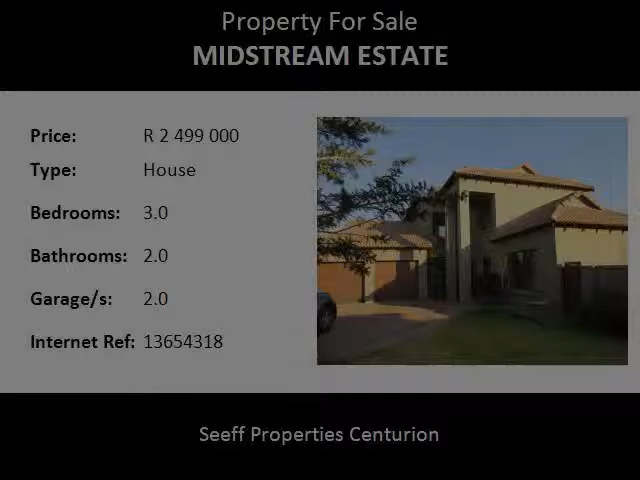 Property For Sale
MIDSTREAM ESTATE
Price: R 2 499 000
Type: House
Bedrooms: 3.0
Bathrooms: 2.0
Garage/s: 2.0
Internet Ref: 13654318
Seeff Properties Centurion